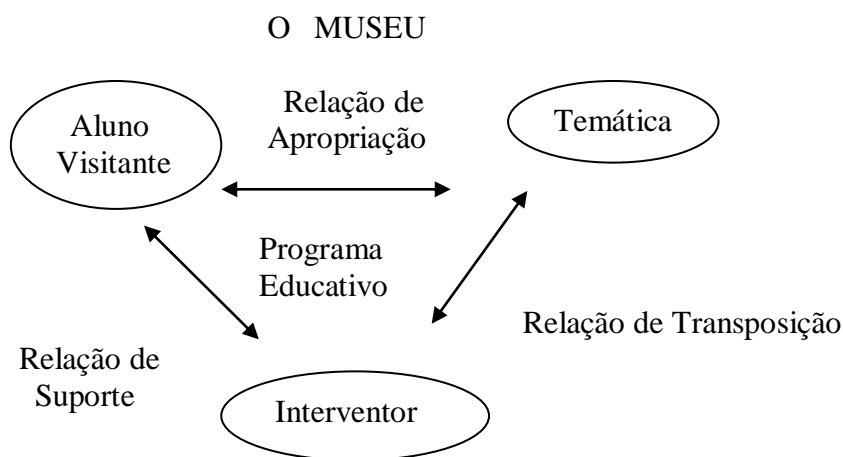 O MUSEU
Relação de
Apropriação
Aluno
Visitante
Temática
Programa
Educativo
Relação de Transposição
Relação de
Suporte
Interventor